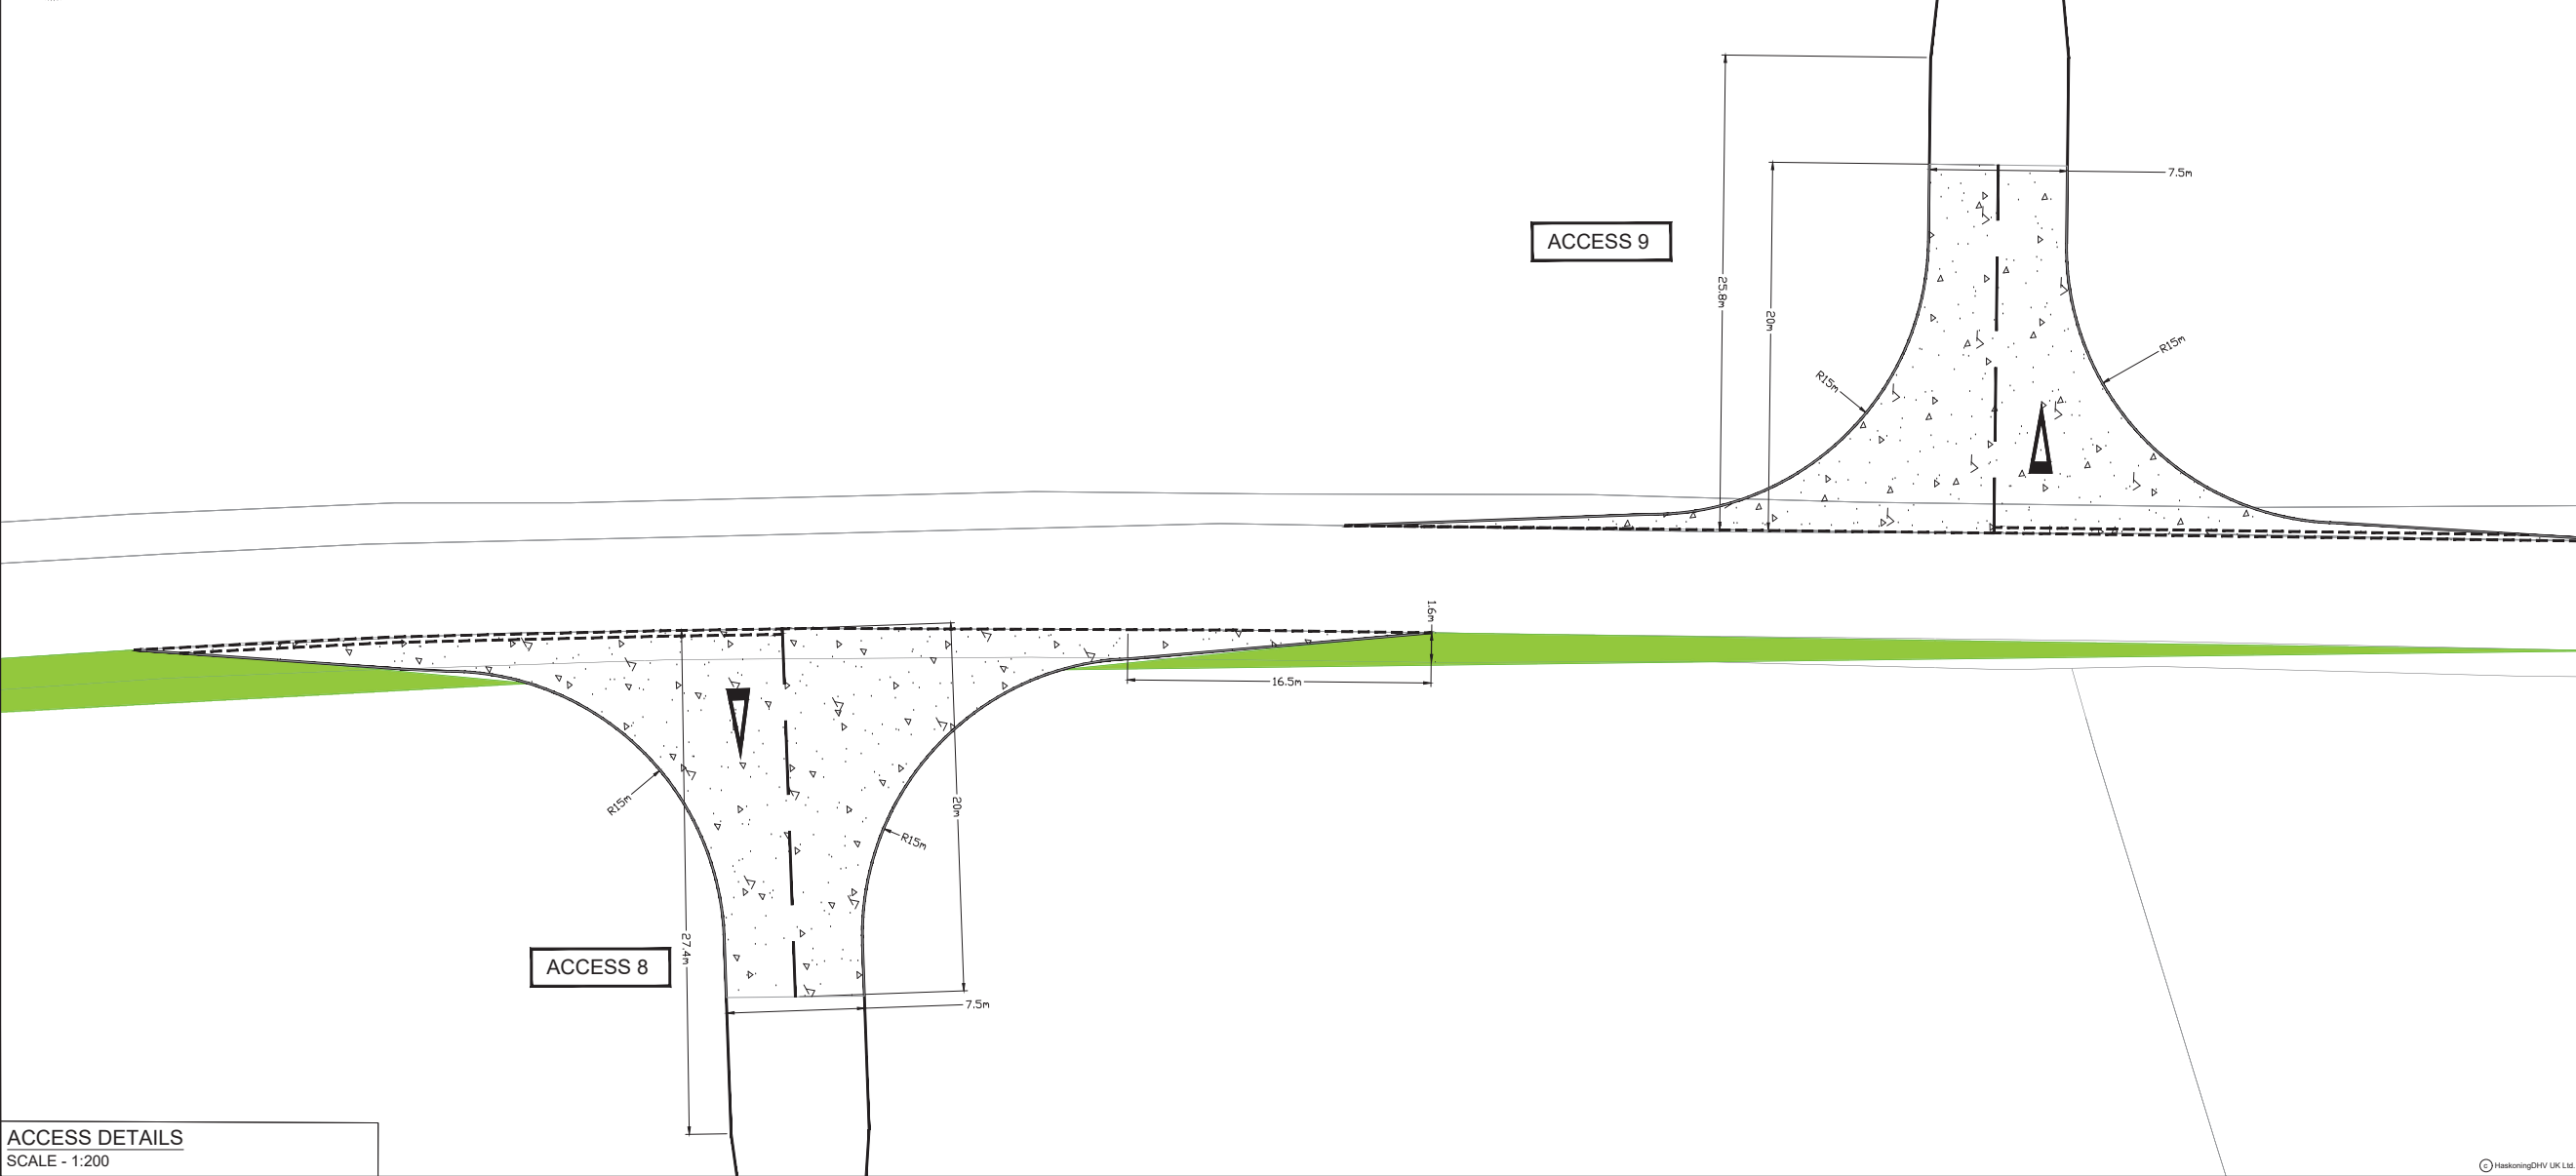 7.5m
ACCESS 9
25.8m
20m
R15m
R15m
1.6m
16.5m
R15m
20m
R15m
27.4m
ACCESS 8
7.5m
ACCESS DETAILS
SCALE - 1:200
© HaskoningDHV UK Ltd.